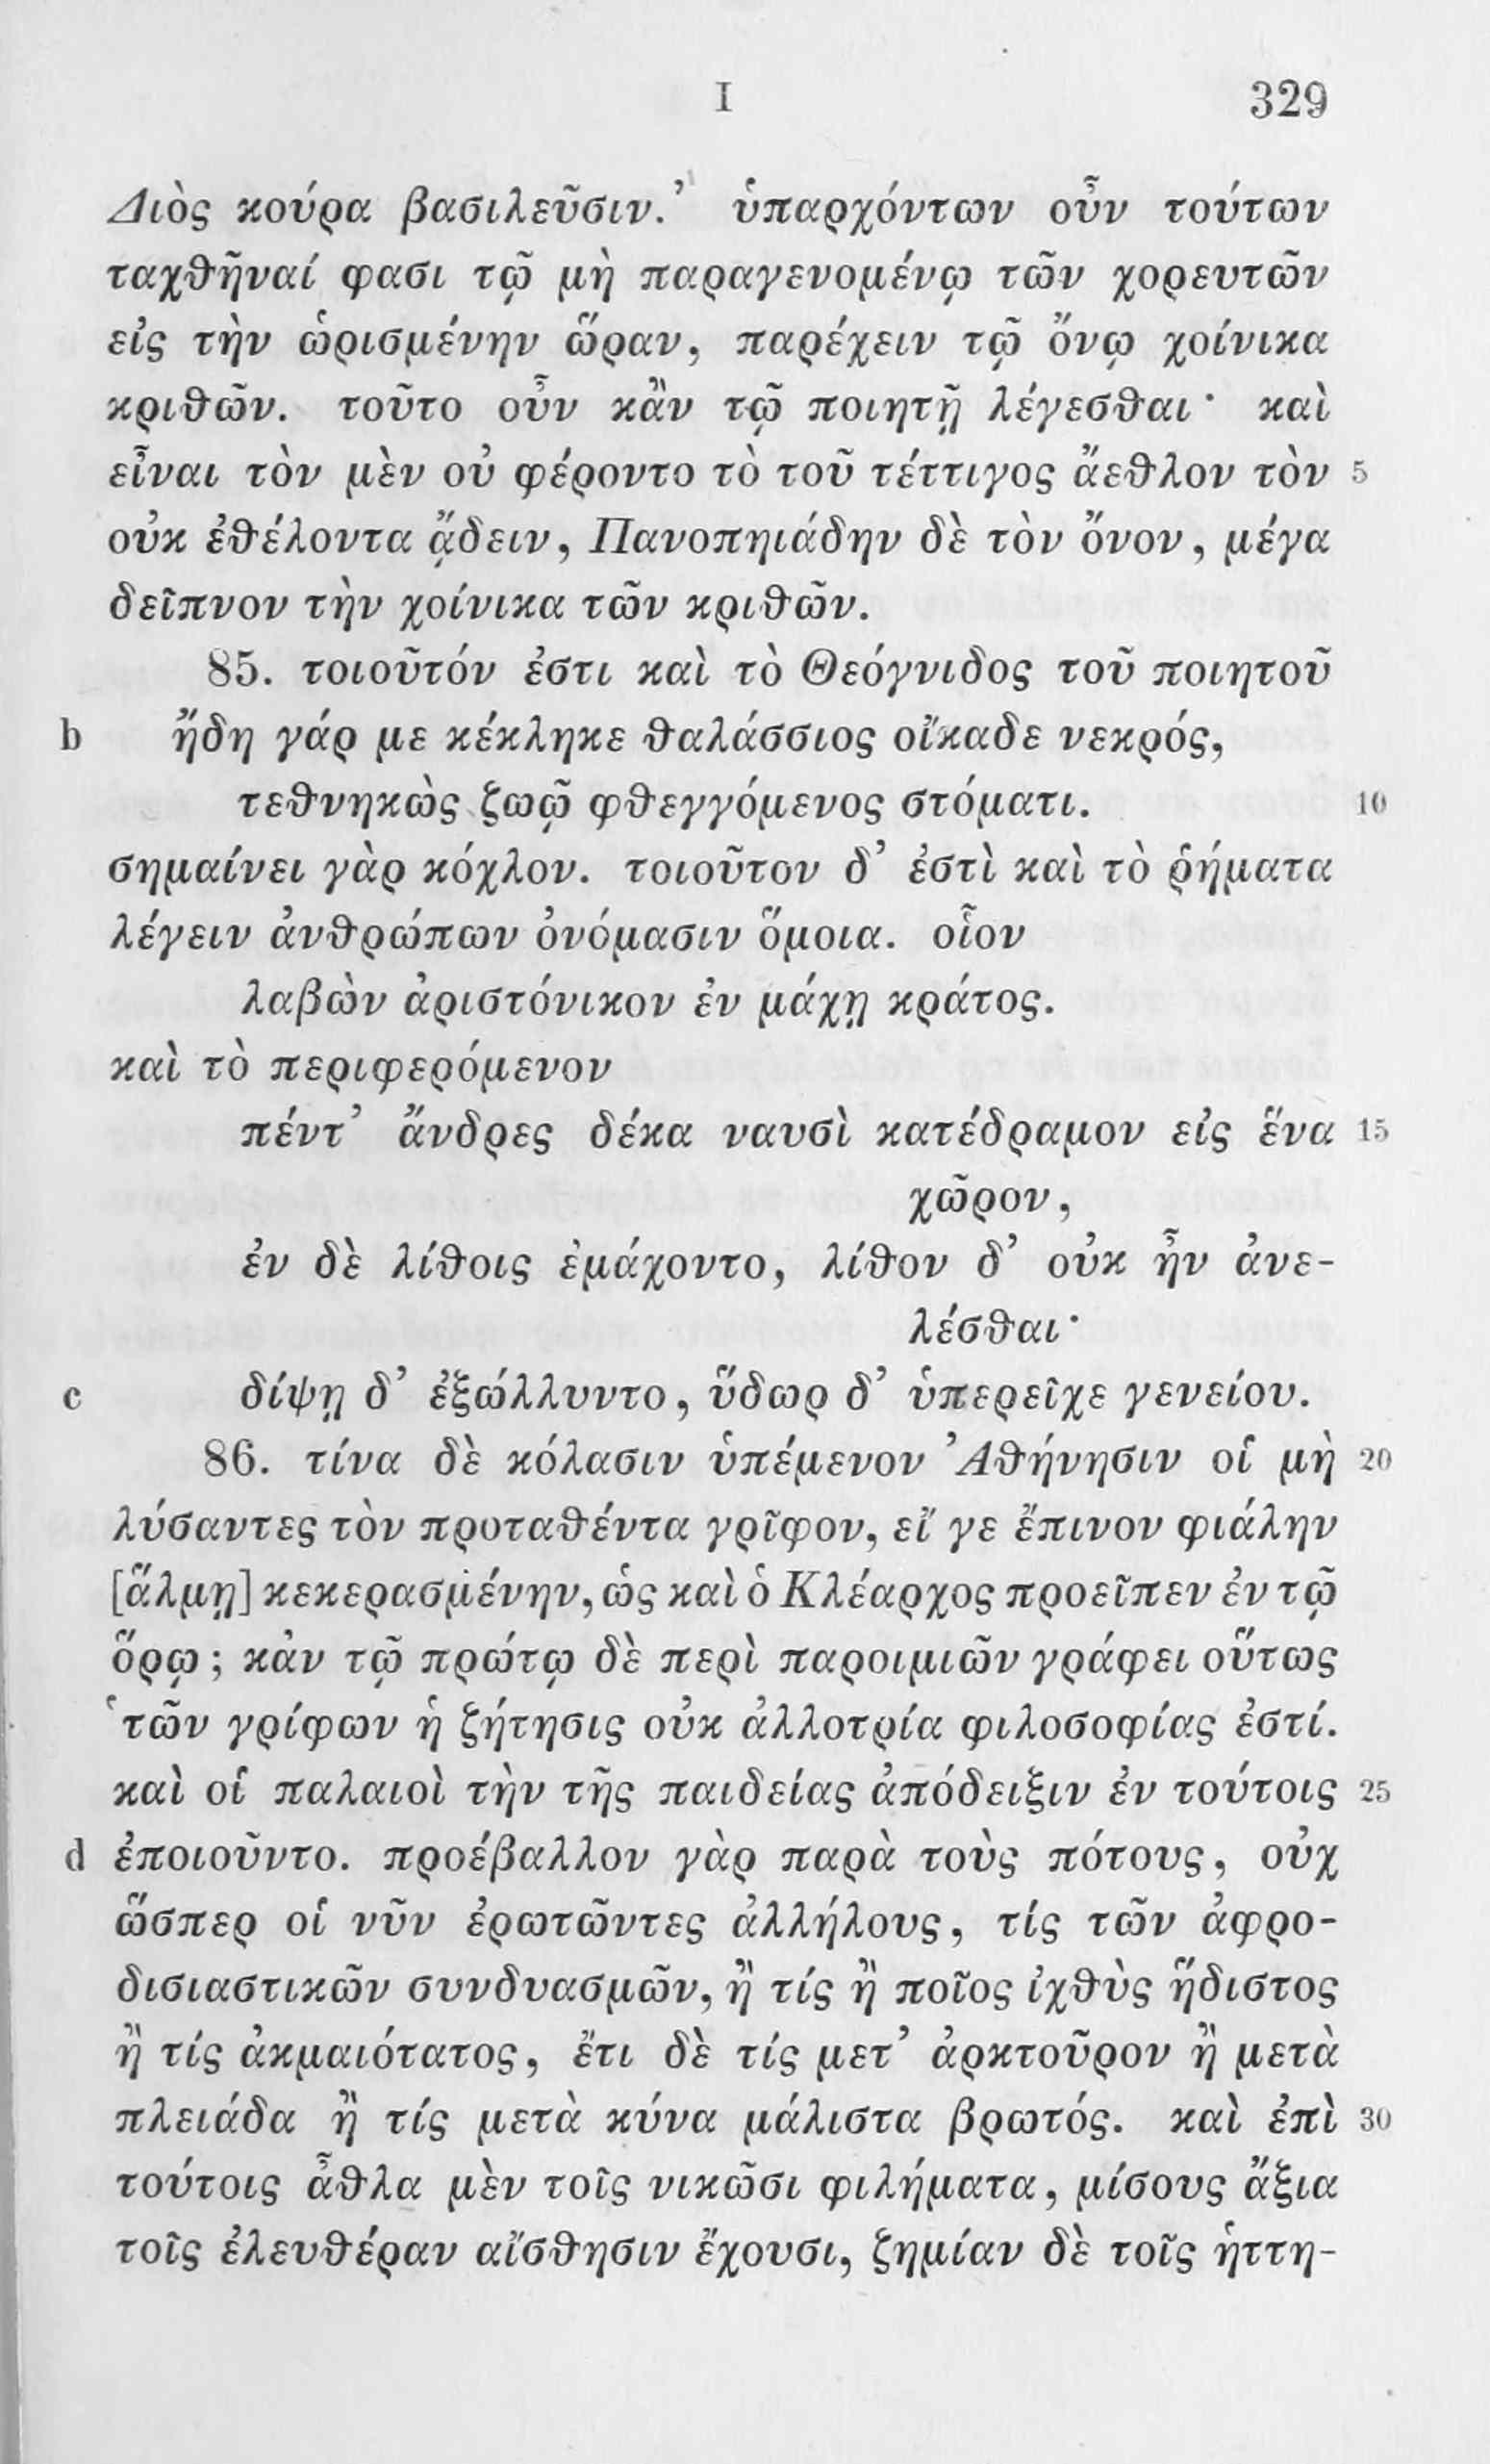 I 329
Διὸς κούρα βασιλεῦσιν.’ ὑπαρχόντων οὖν τούτων
ταχθῆναί φασι τῷ μὴ παραγενομένῳ τῶν χορευτῶν
εἰς τὴν ὡρισμένην ὥραν, παρέχειν τῷ ὄνῳ χοίνικα
κριθῶν. τοῦτο οὖν κἂν τῷ ποιητῇ λέγεσθαι· καὶ
εἶναι τὸν μὲν οὐ φέροντο τὸ τοῦ τέττιγος ἄεθλον τὸν 5
οὐκ ἐθέλοντα ᾄδειν, Πανοπηιάδην δὲ τὸν ὄνον, μέγα
δεῖπνον τὴν χοίνικα τῶν κριθῶν.
85. τοιοῦτόν ἐστι καὶ τὸ Θεόγνιδος τοῦ ποιητοῦ
b ἤδη γάρ με κέκληκε θαλάσσιος οἴκαδε νεκρός,
τεθνηκὼς ζωῷ φθεγγόμενος στόματι. 10
σημαίνει γὰρ κόχλον. τοιοῦτον δ’ ἐστὶ καὶ τὸ ῥήματα
λέγειν ἀνθρώπων ὀνόμασιν ὅμοια. οἷον
λαβὼν ἀριστόνικον ἐν μάχῃ κράτος.
καὶ τὸ περιφερόμενον
πέντ’ ἄνδρες δέκα ναυσὶ κατέδραμον εἰς ἕνα 15
χῶρον,
ἐν δὲ λίθοις ἐμάχοντο, λίθον δ’ οὐκ ἦν ἀνε-
λέσθαι·
c δίψῃ δ’ ἐξώλλυντο, ὕδωρ δ’ ὑπερεῖχε γενείου.
86. τίνα δὲ κόλασιν ὑπέμενον Ἀθήνησιν οἱ μὴ 20
λύσαντες τὸν προταθέντα γρῖφον, εἴ γε ἔπινον φιάλην
[ἅλμῃ] κεκερασμένην, ὡς καὶ ὁ Κλέαρχος προεῖπεν ἐν τῷ
ὅρῳ; κἀν τῷ πρώτῳ δὲ περὶ παροιμιῶν γράφει οὕτως
‘τῶν γρίφων ἡ ζήτησις οὐκ ἀλλοτρία φιλοσοφίας ἐστί.
καὶ οἱ παλαιοὶ τὴν τῆς παιδείας ἀπόδειξιν ἐν τούτοις 25
d ἐποιοῦντο. προέβαλλον γὰρ παρὰ τοὺς πότους, οὐχ
ὥσπερ οἱ νῦν ἐρωτῶντες ἀλλήλους, τίς τῶν ἀφρο-
δισιαστικῶν συνδυασμῶν, ἢ τίς ἢ ποῖος ἰχθὺς ἥδιστος
ἢ τίς ἀκμαιότατος, ἔτι δὲ τίς μετ’ ἀρκτοῦρον ἢ μετὰ
πλειάδα ἢ τίς μετὰ κύνα μάλιστα βρωτός. καὶ ἐπὶ 30
τούτοις ἆθλα μὲν τοῖς νικῶσι φιλήματα, μίσους ἄξια
τοῖς ἐλευθέραν αἴσθησιν ἔχουσι, ζημίαν δὲ τοῖς ἡττη-